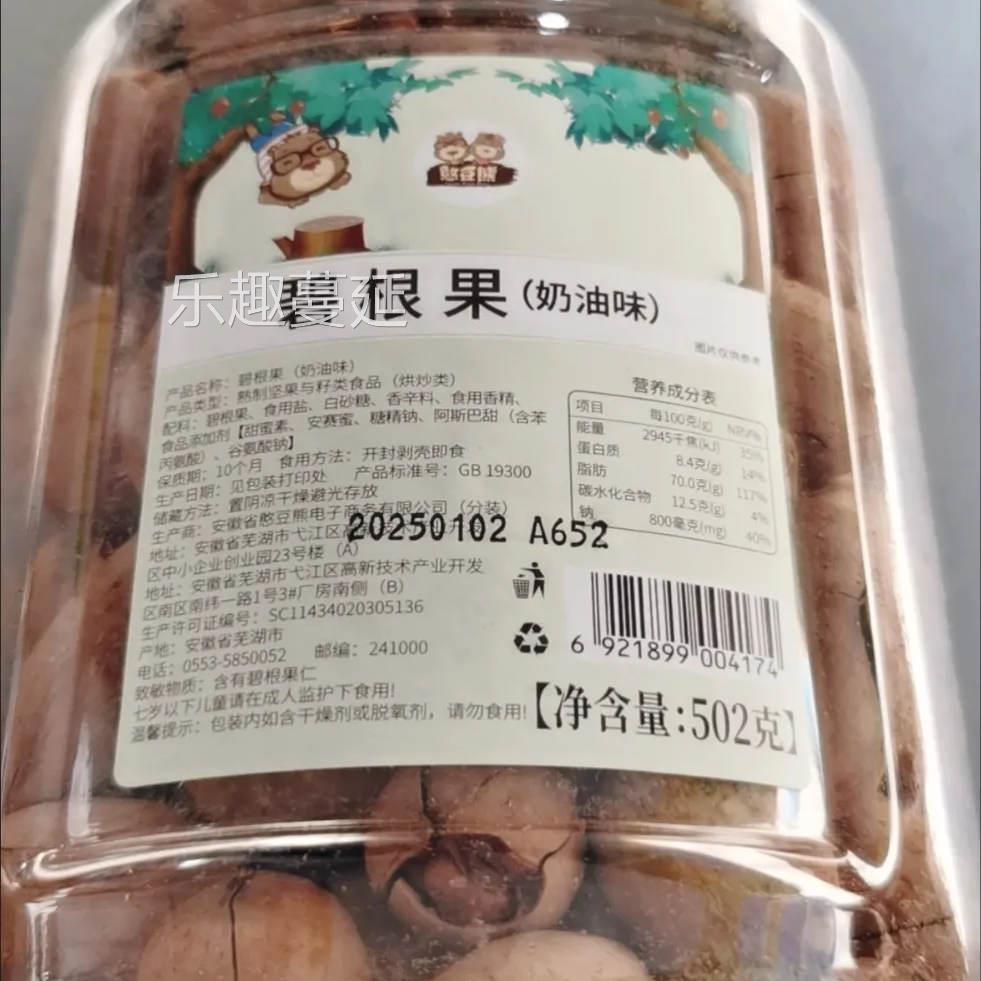 憨豆熊
乐趣蔓延
碧根果(奶油味)
图片仅供参考
产品名称：碧根果（奶油味）
产品类型：熟制坚果与籽类食品（烘炒类）
配料：碧根果、食用盐、白砂糖、香辛料、食用香精、
食品添加剂【甜蜜素、安赛蜜、糖精钠、阿斯巴甜（含苯
丙氨酸）、谷氨酸钠】
保质期：10个月 食用方法：开封剥壳即食
生产日期：见包装打印处 产品标准号：GB 19300
储藏方法：置阴凉干燥避光存放
生产商：安徽省憨豆熊电子商务有限公司（分装）
地址：安徽省芜湖市弋江区高
20250102 A652
区中小企业创业园23号楼（A）
地址：安徽省芜湖市弋江区高新技术产业开发
区南区南纬一路1号3#厂房南侧（B）
生产许可证编号：SC11434020305136
产地：安徽省芜湖市
电话：0553-5850052 邮编：241000
致敏物质：含有碧根果仁
七岁以下儿童请在成人监护下食用!
温馨提示：包装内如含干燥剂或脱氧剂，请勿食用!
营养成分表
项目 每100克(g) NRV%
能量 2945千焦(kJ) 35%
蛋白质 8.4克(g) 14%
脂肪 70.0克(g) 117%
碳水化合物 12.5克(g) 4%
钠 800毫克(mg) 40%
6 921899 004174
【净含量:502克】